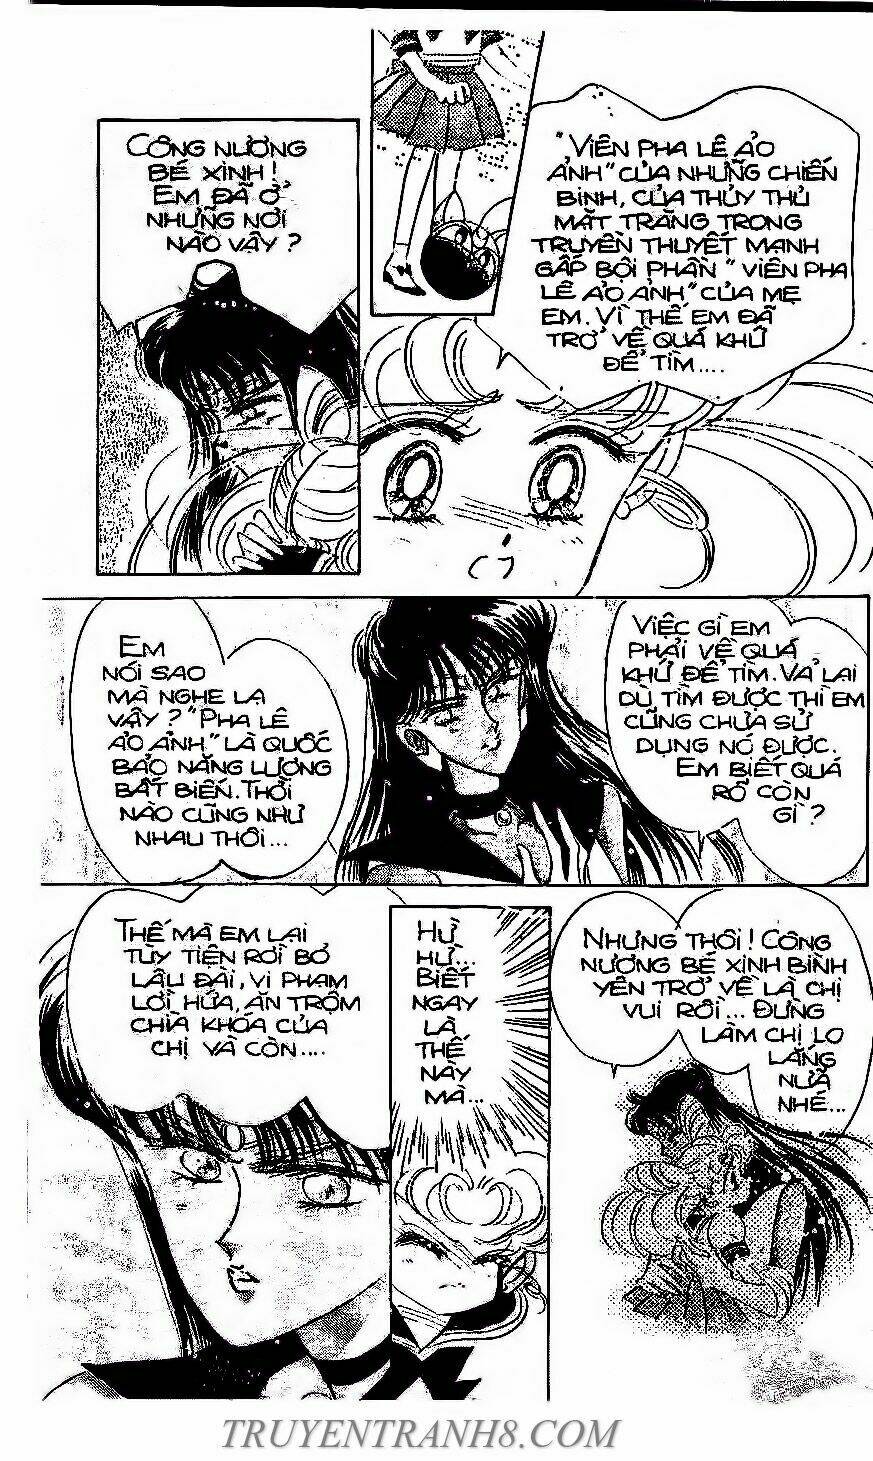 CÔNG NƯƠNG
BÉ XÌNH!
EM ĐÃ Ở
NHỮNG NƠI
NÀO VẬY?
"VIÊN PHA LÊ ẢO
ẢNH" CỦA NHỮNG CHIẾN
BINH, CỦA THỦY THỦ
MẶT TRĂNG TRONG
TRUYỀN THUYẾT MẠNH
GẤP BỘI PHẦN "VIÊN PHA
LÊ ẢO ẢNH" CỦA MẸ
EM. VÌ THẾ EM ĐÃ
TRỞ VỀ QUÁ KHỨ
ĐỂ TÌM....
EM
NÓI SAO
MÀ NGHE LẠ
VẬY? "PHA LÊ
ẢO ẢNH" LÀ QUỐC
BẢO NĂNG LƯỢNG
BẤT BIẾN. THỜI
NÀO CŨNG NHƯ
NHAU THÔI...
VIỆC GÌ EM
PHẢI VỀ QUÁ
KHỨ ĐỂ TÌM. VẢ LẠI
DÙ TÌM ĐƯỢC THÌ EM
CŨNG CHƯA SỬ
DỤNG NÓ ĐƯỢC.
EM BIẾT QUÁ
RÕ CÒN
GÌ?
THẾ MÀ EM LẠI
TÙY TIỆN RỜI BỎ
LÂU ĐÀI, VI PHẠM
LỜI HỨA, ĂN TRỘM
CHÌA KHÓA CỦA
CHỊ VÀ CÒN....
HỪ
HỪ...
BIẾT
NGAY
LÀ
THẾ
NÀY
MÀ...
NHƯNG THÔI! CÔNG
NƯƠNG BÉ XINH BÌNH
YÊN TRỞ VỀ LÀ CHỊ
VUI RỒI... ĐỪNG
LÀM CHỊ LO
LẮNG
NỮA
NHÉ...
TRUYENTRANH8.COM